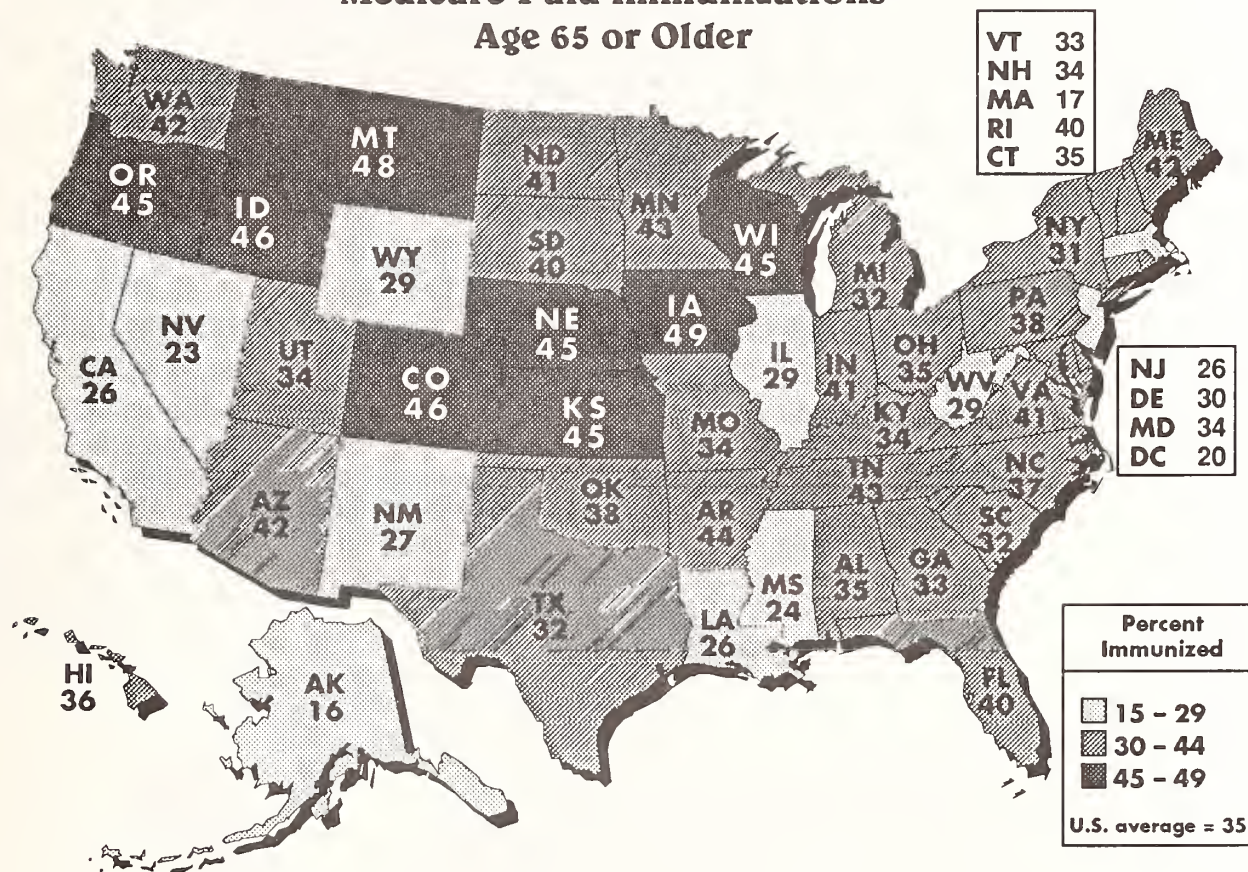 Medicare Paid Immunizations
Age 65 or Older
VT 33
NH 34
MA 17
RI 40
CT 35
WA
42
MT
48
ND
41
MN
43
ME
42
OR
45
ID
46
WY
29
SD
40
WI
45
MI
32
NY
31
CA
26
NV
23
UT
34
CO
46
NE
45
KS
45
IA
49
MO
34
IL
29
IN
41
OH
35
KY
34
WV
29
PA
38
VA
41
NJ 26
DE 30
MD 34
DC 20
AZ
42
NM
27
OK
38
TX
32
AR
44
LA
26
MS
24
TN
43
AL
35
GA
33
NC
37
SC
32
FL
40
HI
36
AK
16
Percent
Immunized
15 – 29
30 – 44
45 – 49
U.S. average = 35